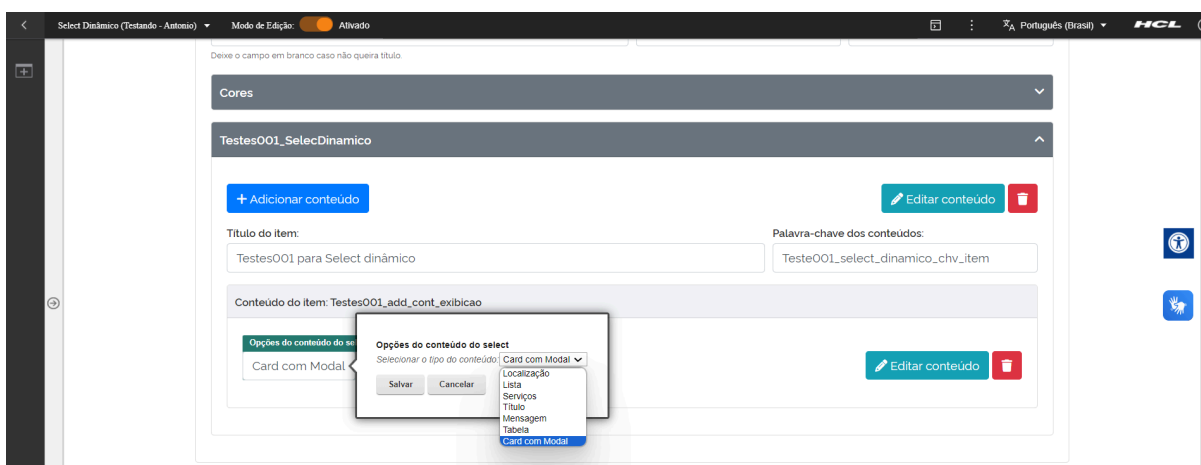 Select Dinâmico (Testando - Antonio) Modo de Edição: Ativado Português (Brasil) HCL
Deixe o campo em branco caso não queira título.
Cores
Testes001_SelecDinamico
+ Adicionar conteúdo Editar conteúdo
Título do item: Palavra-chave dos conteúdos:
Testes001 para Select dinâmico Teste001_select_dinamico_chv_item
Conteúdo do item: Testes001_add_cont_exibicao
Opções do conteúdo do se
Card com Modal
Opções do conteúdo do select
Selecionar o tipo do conteúdo: Card com Modal
Salvar Cancelar
Localização
Lista
Serviços
Título
Mensagem
Tabela
Card com Modal
Editar conteúdo